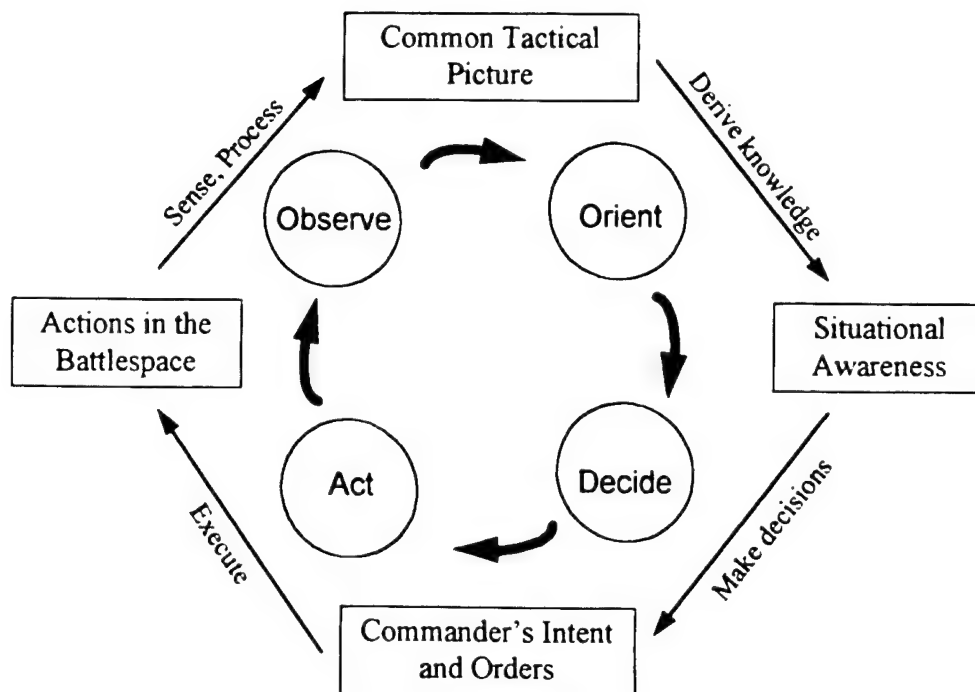 Common Tactical
Picture
Sense, Process
Derive knowledge
Observe
Orient
Actions in the
Battlespace
Situational
Awareness
Act
Decide
Execute
Make decisions
Commander's Intent
and Orders